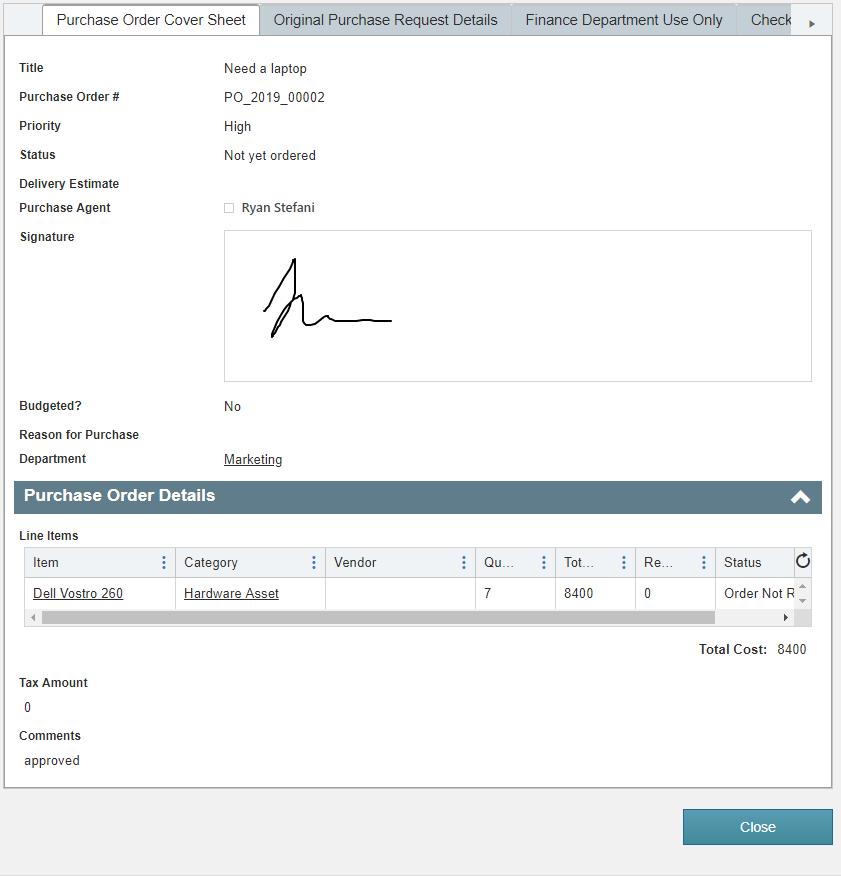 Purchase Order Cover Sheet Original Purchase Request Details Finance Department Use Only Check
Title Need a laptop
Purchase Order # PO_2019_00002
Priority High
Status Not yet ordered
Delivery Estimate
Purchase Agent Ryan Stefani
Signature
Budgeted? No
Reason for Purchase
Department Marketing
Purchase Order Details
Line Items
Item Category Vendor Qu... Tot... Re... Status
Dell Vostro 260 Hardware Asset 7 8400 0 Order Not R
Total Cost: 8400
Tax Amount
0
Comments
approved
Close